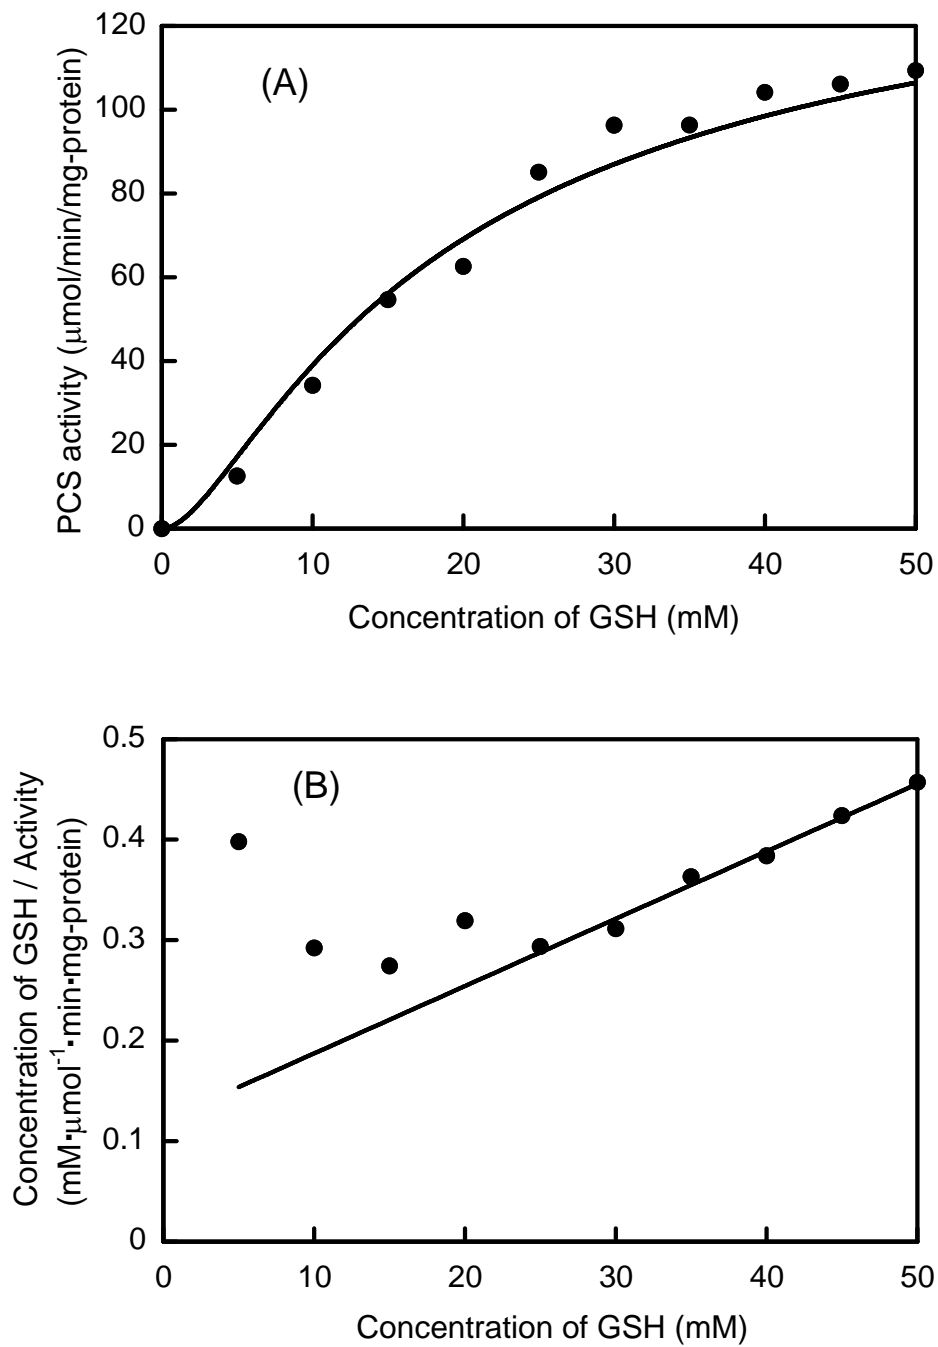 (A)
PCS activity (μmol/min/mg-protein)
120
100
80
60
40
20
0
0 10 20 30 40 50
Concentration of GSH (mM)
(B)
Concentration of GSH / Activity
(mM·μmol⁻¹·min·mg-protein)
0.5
0.4
0.3
0.2
0.1
0
0 10 20 30 40 50
Concentration of GSH (mM)